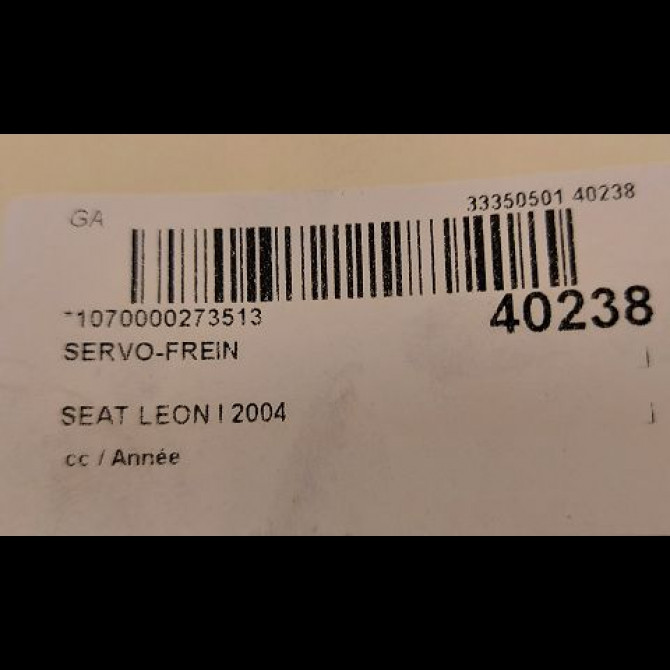 GA
33350501 40238
1070000273513
40238
SERVO-FREIN
SEAT LEON I 2004
cc / Année